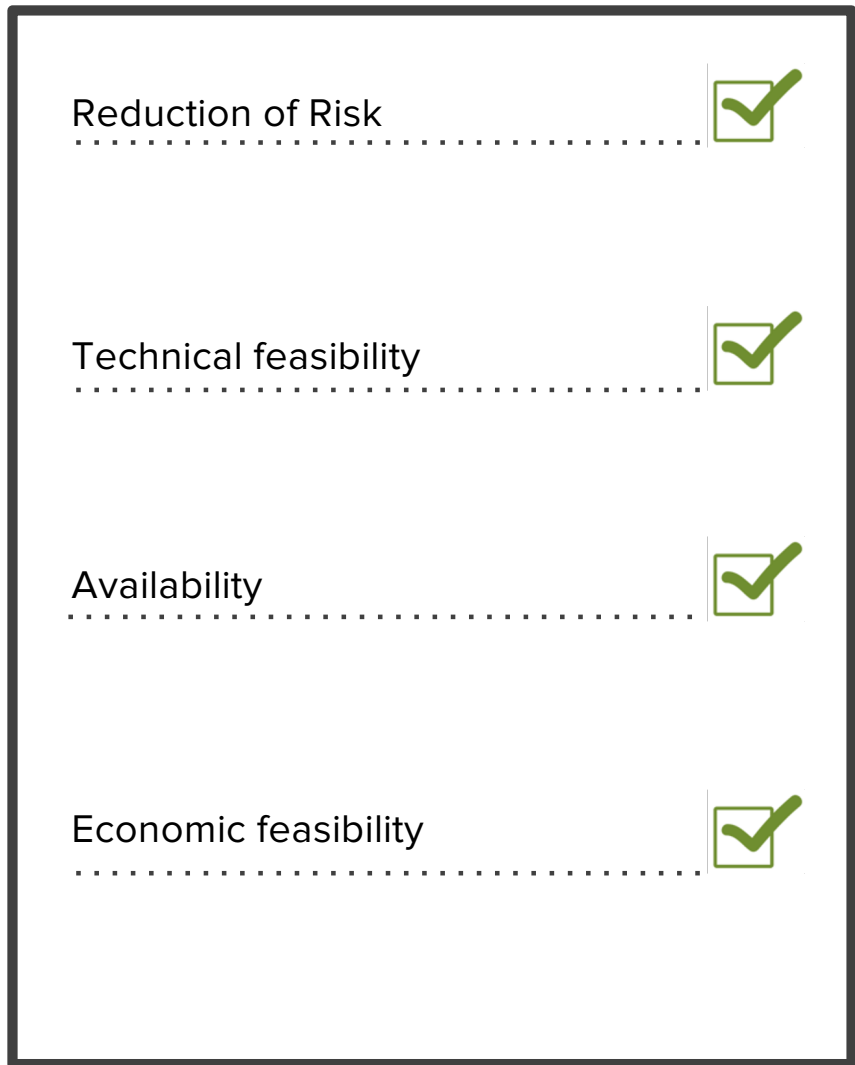 Reduction of Risk
Technical feasibility
Availability
Economic feasibility